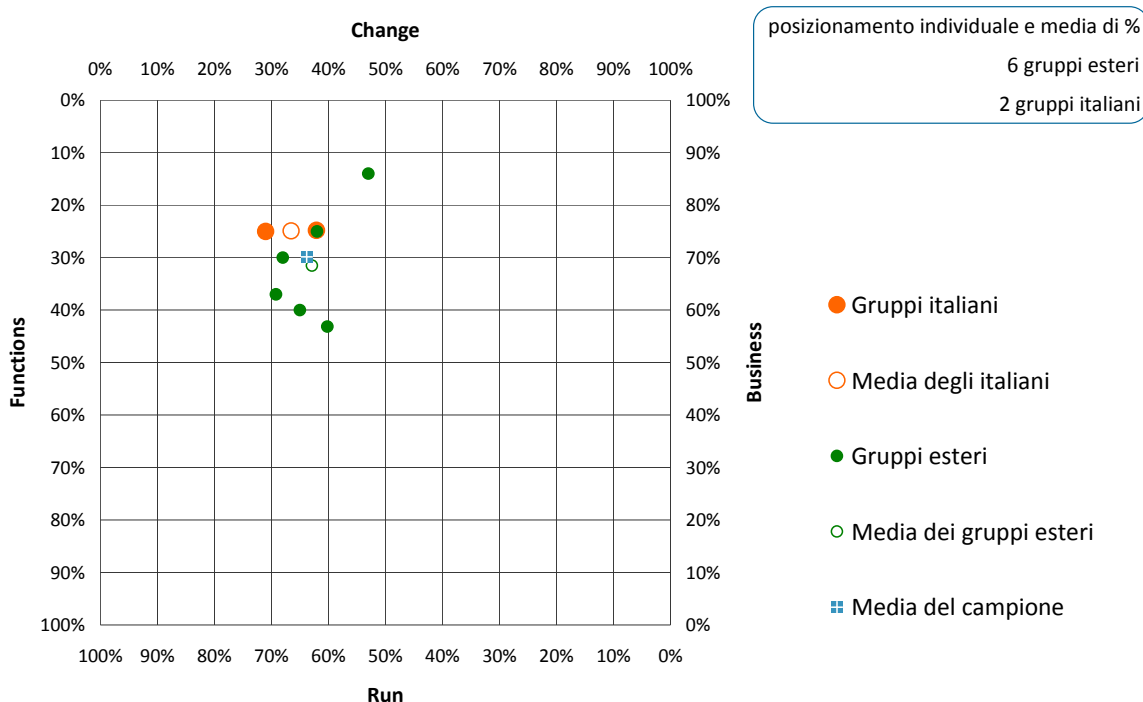 Change
posizionamento individuale e media di %
6 gruppi esteri
2 gruppi italiani
0% 10% 20% 30% 40% 50% 60% 70% 80% 90% 100%
0% 100%
10% 90%
20% 80%
30% 70%
40% 60%
50% 50%
60% 40%
70% 30%
80% 20%
90% 10%
100% 0%
100% 90% 80% 70% 60% 50% 40% 30% 20% 10% 0%
Functions
Business
Run
Gruppi italiani
Media degli italiani
Gruppi esteri
Media dei gruppi esteri
Media del campione